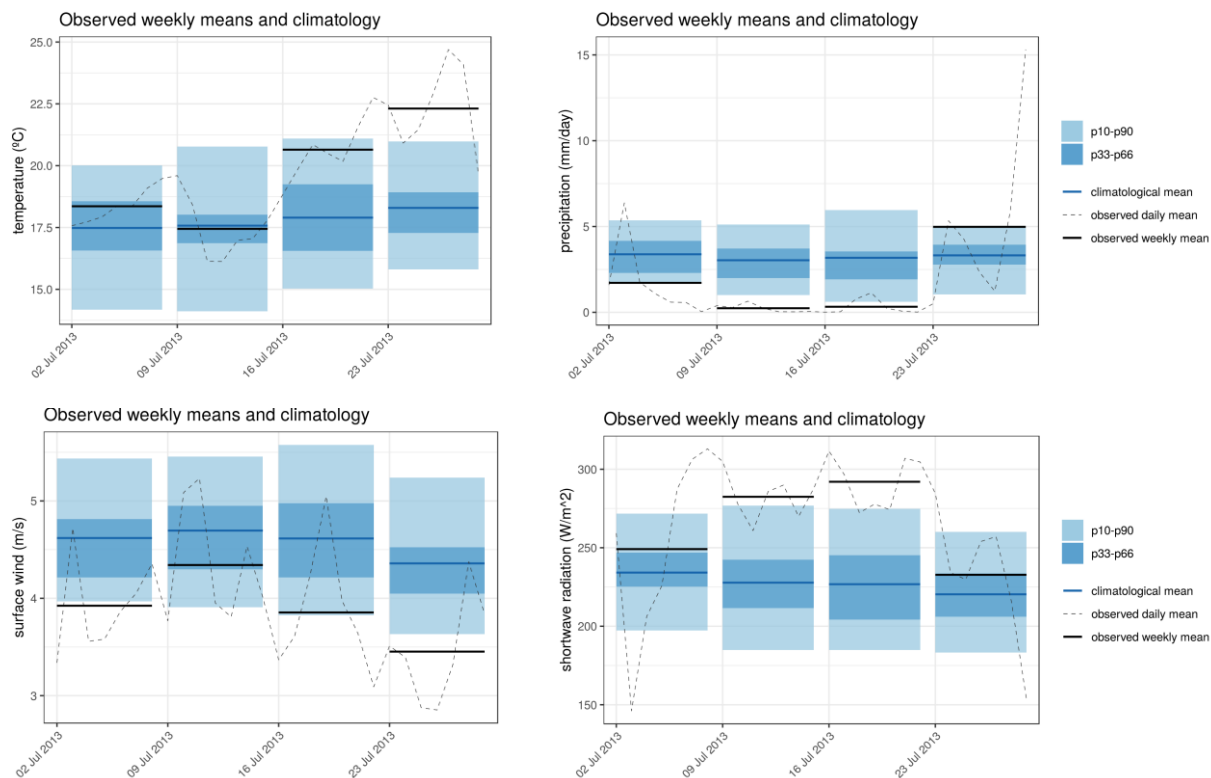 Observed weekly means and climatology
25.0
22.5
20.0
17.5
15.0
temperature (ºC)
02 Jul 2013
09 Jul 2013
16 Jul 2013
23 Jul 2013
Observed weekly means and climatology
15
10
5
0
precipitation (mm/day)
02 Jul 2013
09 Jul 2013
16 Jul 2013
23 Jul 2013
p10-p90
p33-p66
climatological mean
observed daily mean
observed weekly mean
Observed weekly means and climatology
5
4
3
surface wind (m/s)
02 Jul 2013
09 Jul 2013
16 Jul 2013
23 Jul 2013
Observed weekly means and climatology
300
250
200
150
shortwave radiation (W/m^2)
02 Jul 2013
09 Jul 2013
16 Jul 2013
23 Jul 2013
p10-p90
p33-p66
climatological mean
observed daily mean
observed weekly mean